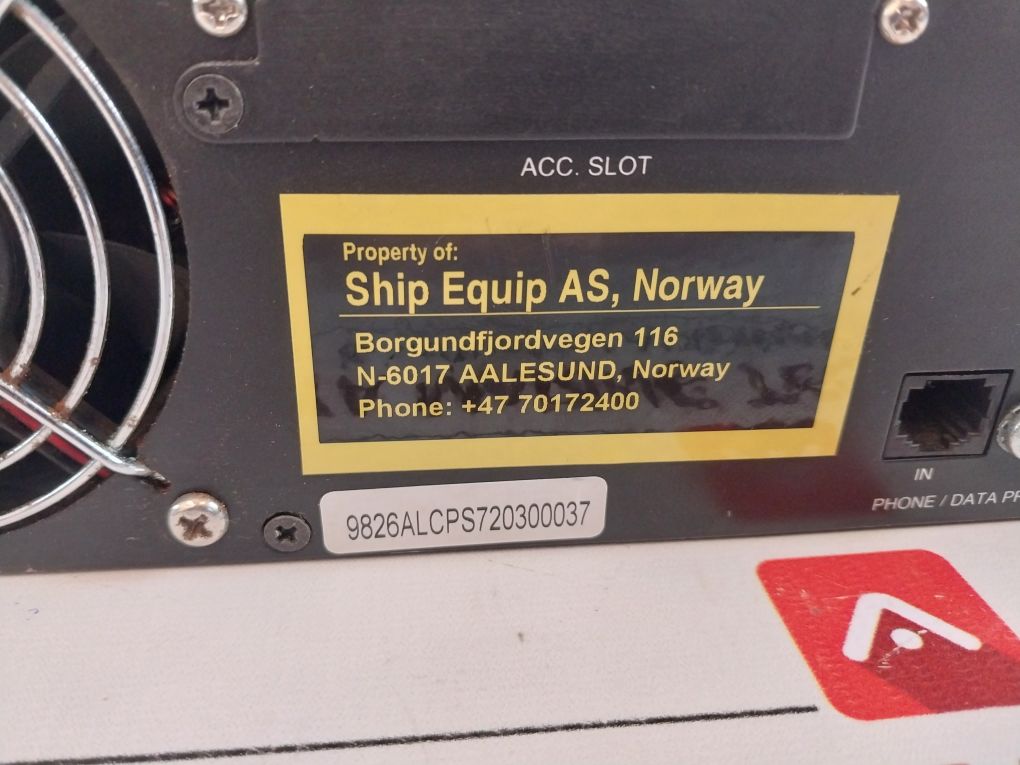 ACC. SLOT
Property of:
Ship Equip AS, Norway
Borgundfjordvegen 116
N-6017 AALESUND, Norway
Phone: +47 70172400
IN
PHONE / DATA
9826ALCPS720300037